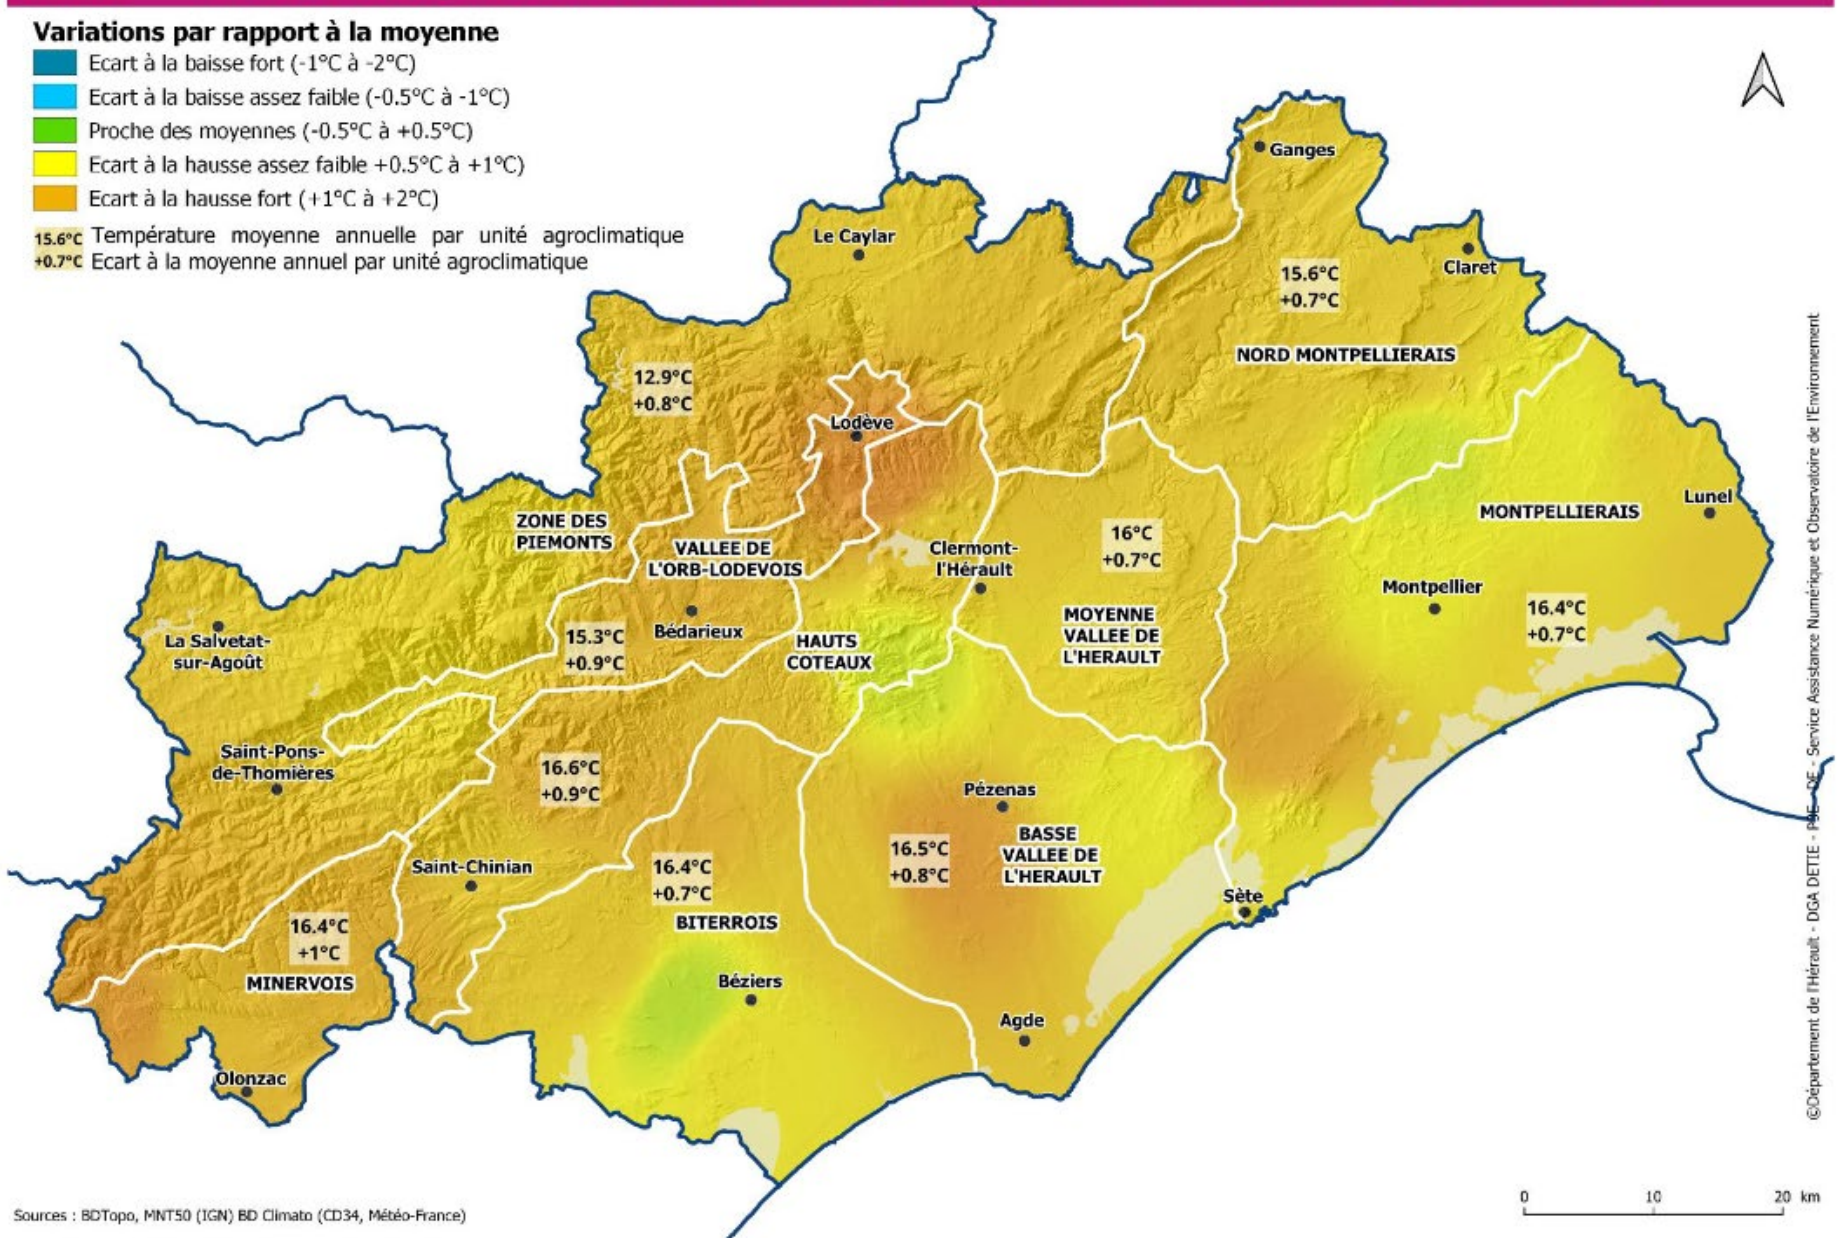 Variations par rapport à la moyenne
Ecart à la baisse fort (-1°C à -2°C)
Ecart à la baisse assez faible (-0.5°C à -1°C)
Proche des moyennes (-0.5°C à +0.5°C)
Ecart à la hausse assez faible +0.5°C à +1°C)
Ecart à la hausse fort (+1°C à +2°C)
15.6°C Température moyenne annuelle par unité agroclimatique
+0.7°C Ecart à la moyenne annuel par unité agroclimatique
Ganges
Le Caylar
Claret
15.6°C
+0.7°C
NORD MONTPELLIERAIS
12.9°C
+0.8°C
Lodève
Lunel
MONTPELLIERAIS
ZONE DES
PIEMONTS
VALLEE DE
L'ORB-LODEVOIS
Clermont-
l'Hérault
16°C
+0.7°C
Montpellier
16.4°C
+0.7°C
La Salvetat-
sur-Agoût
15.3°C
+0.9°C
Bédarieux
HAUTS
COTEAUX
MOYENNE
VALLEE DE
L'HERAULT
Saint-Pons-
de-Thomières
16.6°C
+0.9°C
Pézenas
BASSE
VALLEE DE
L'HERAULT
16.5°C
+0.8°C
Saint-Chinian
16.4°C
+0.7°C
BITERROIS
Sète
16.4°C
+1°C
MINERVOIS
Béziers
Agde
Olonzac
0 10 20 km
Sources : BDTopo, MNT50 (IGN) BD Climato (CD34, Météo-France)
©Département de l'Hérault - DGA DETIE - P9E - DE - Service Assistance Numérique et Observatoire de l'Environnement